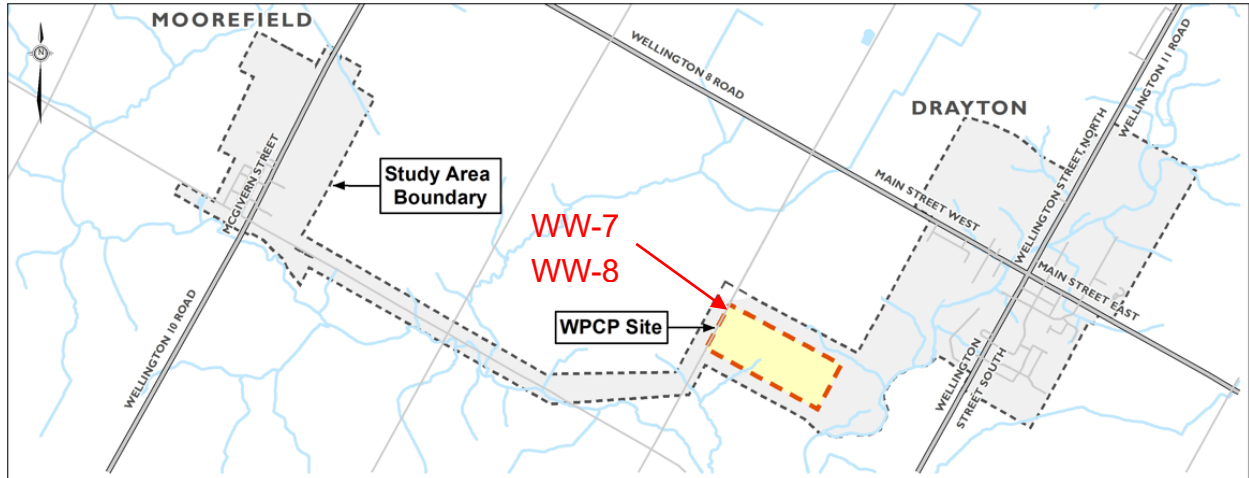 MOOREFIELD
N
WELLINGTON 8 ROAD
WELLINGTON 11 ROAD
DRAYTON
MCGIVERN STREET
Study Area
Boundary
WELLINGTON STREET NORTH
MAIN STREET WEST
WW-7
WW-8
MAIN STREET EAST
WPCP Site
WELLINGTON 10 ROAD
WELLINGTON
STREET SOUTH